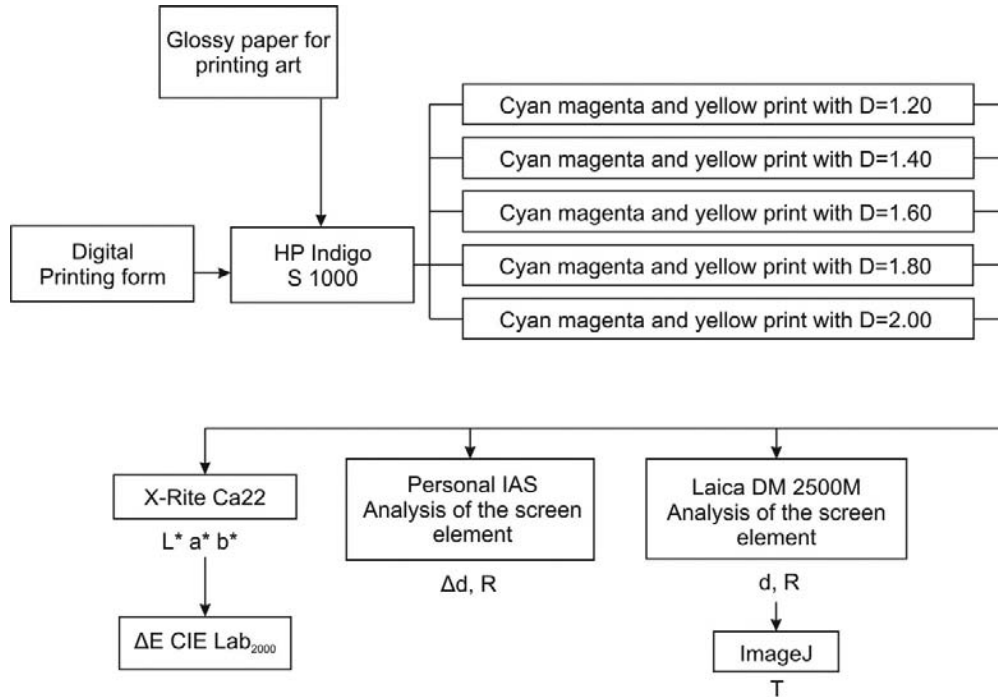 Glossy paper for
printing art
Cyan magenta and yellow print with D=1.20
Cyan magenta and yellow print with D=1.40
Cyan magenta and yellow print with D=1.60
Cyan magenta and yellow print with D=1.80
Cyan magenta and yellow print with D=2.00
Digital
Printing form
HP Indigo
S 1000
X-Rite Ca22
L* a* b*
ΔE CIE Lab₂₀₀₀
Personal IAS
Analysis of the screen
element
Δd, R
Laica DM 2500M
Analysis of the screen
element
d, R
ImageJ
T